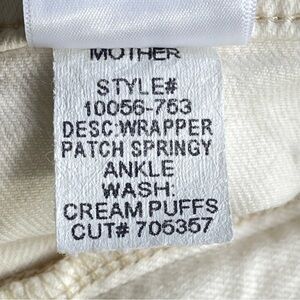 MOTHER
STYLE#
10056-753
DESC:WRAPPER
PATCH SPRINGY
ANKLE
WASH:
CREAM PUFFS
CUT# 705357